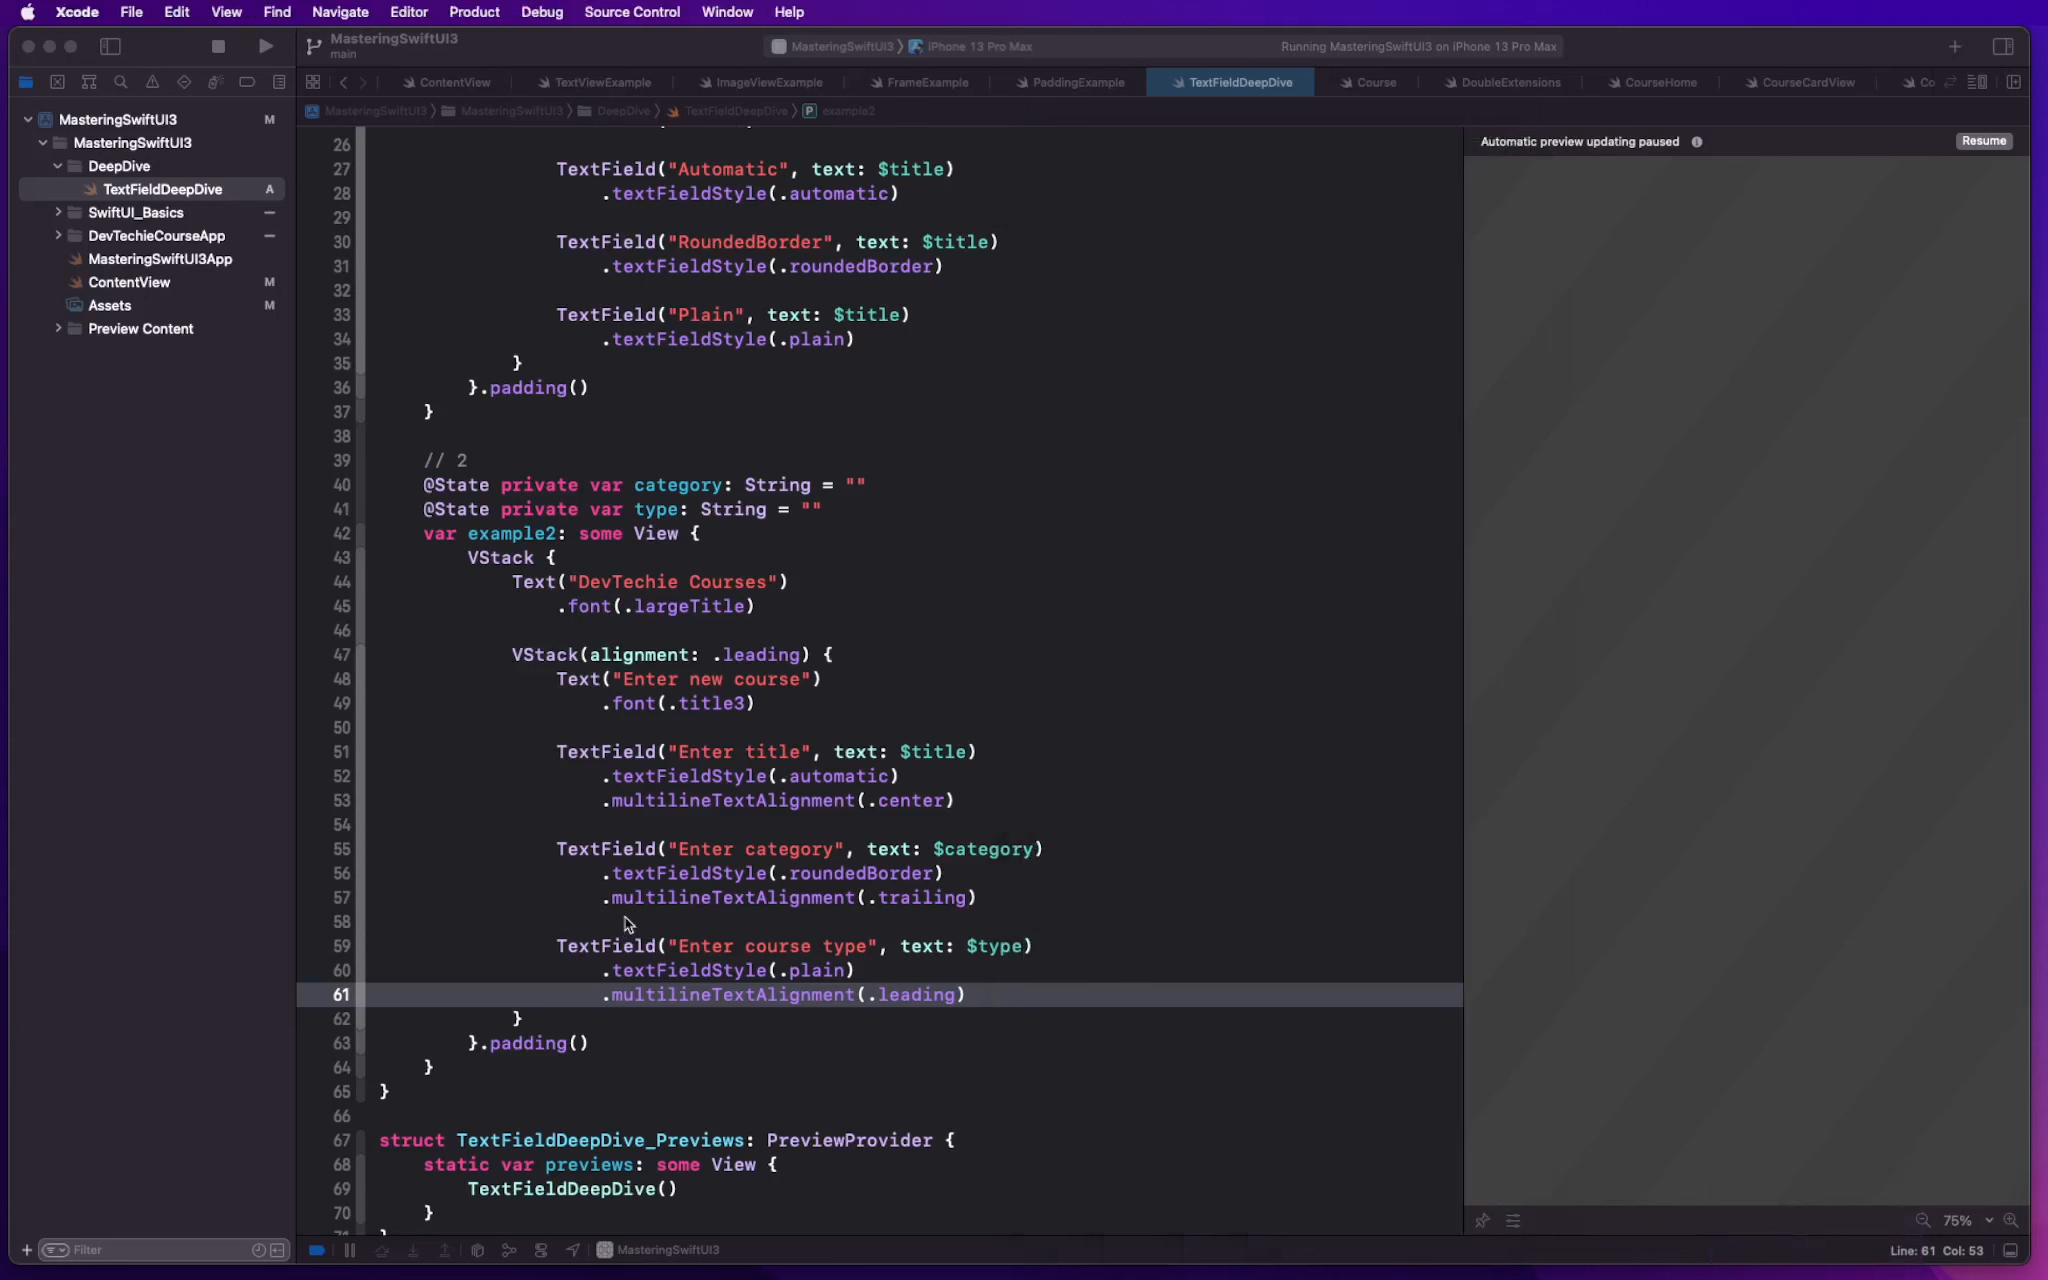 Xcode File Edit View Find Navigate Editor Product Debug Source Control Window Help
MasteringSwiftUI3
main
MasteringSwiftUI3 iPhone 13 Pro Max Running MasteringSwiftUI3 on iPhone 13 Pro Max
ContentView TextViewExample ImageViewExample FrameExample PaddingExample TextFieldDeepDive Course DoubleExtensions CourseHome CourseCardView Co
MasteringSwiftUI3 MasteringSwiftUI3 DeepDive TextFieldDeepDive P example2
MasteringSwiftUI3 M
MasteringSwiftUI3
DeepDive
TextFieldDeepDive A
SwiftUI_Basics
DevTechieCourseApp
MasteringSwiftUI3App
ContentView M
Assets M
Preview Content
26
27 TextField("Automatic", text: $title)
28 .textFieldStyle(.automatic)
29
30 TextField("RoundedBorder", text: $title)
31 .textFieldStyle(.roundedBorder)
32
33 TextField("Plain", text: $title)
34 .textFieldStyle(.plain)
35 }
36 }.padding()
37 }
38
39 // 2
40 @State private var category: String = ""
41 @State private var type: String = ""
42 var example2: some View {
43 VStack {
44 Text("DevTechie Courses")
45 .font(.largeTitle)
46
47 VStack(alignment: .leading) {
48 Text("Enter new course")
49 .font(.title3)
50
51 TextField("Enter title", text: $title)
52 .textFieldStyle(.automatic)
53 .multilineTextAlignment(.center)
54
55 TextField("Enter category", text: $category)
56 .textFieldStyle(.roundedBorder)
57 .multilineTextAlignment(.trailing)
58
59 TextField("Enter course type", text: $type)
60 .textFieldStyle(.plain)
61 .multilineTextAlignment(.leading)
62 }
63 }.padding()
64 }
65 }
66
67 struct TextFieldDeepDive_Previews: PreviewProvider {
68 static var previews: some View {
69 TextFieldDeepDive()
70 }
Automatic preview updating paused Resume
75%
Filter
MasteringSwiftUI3
Line: 61 Col: 53